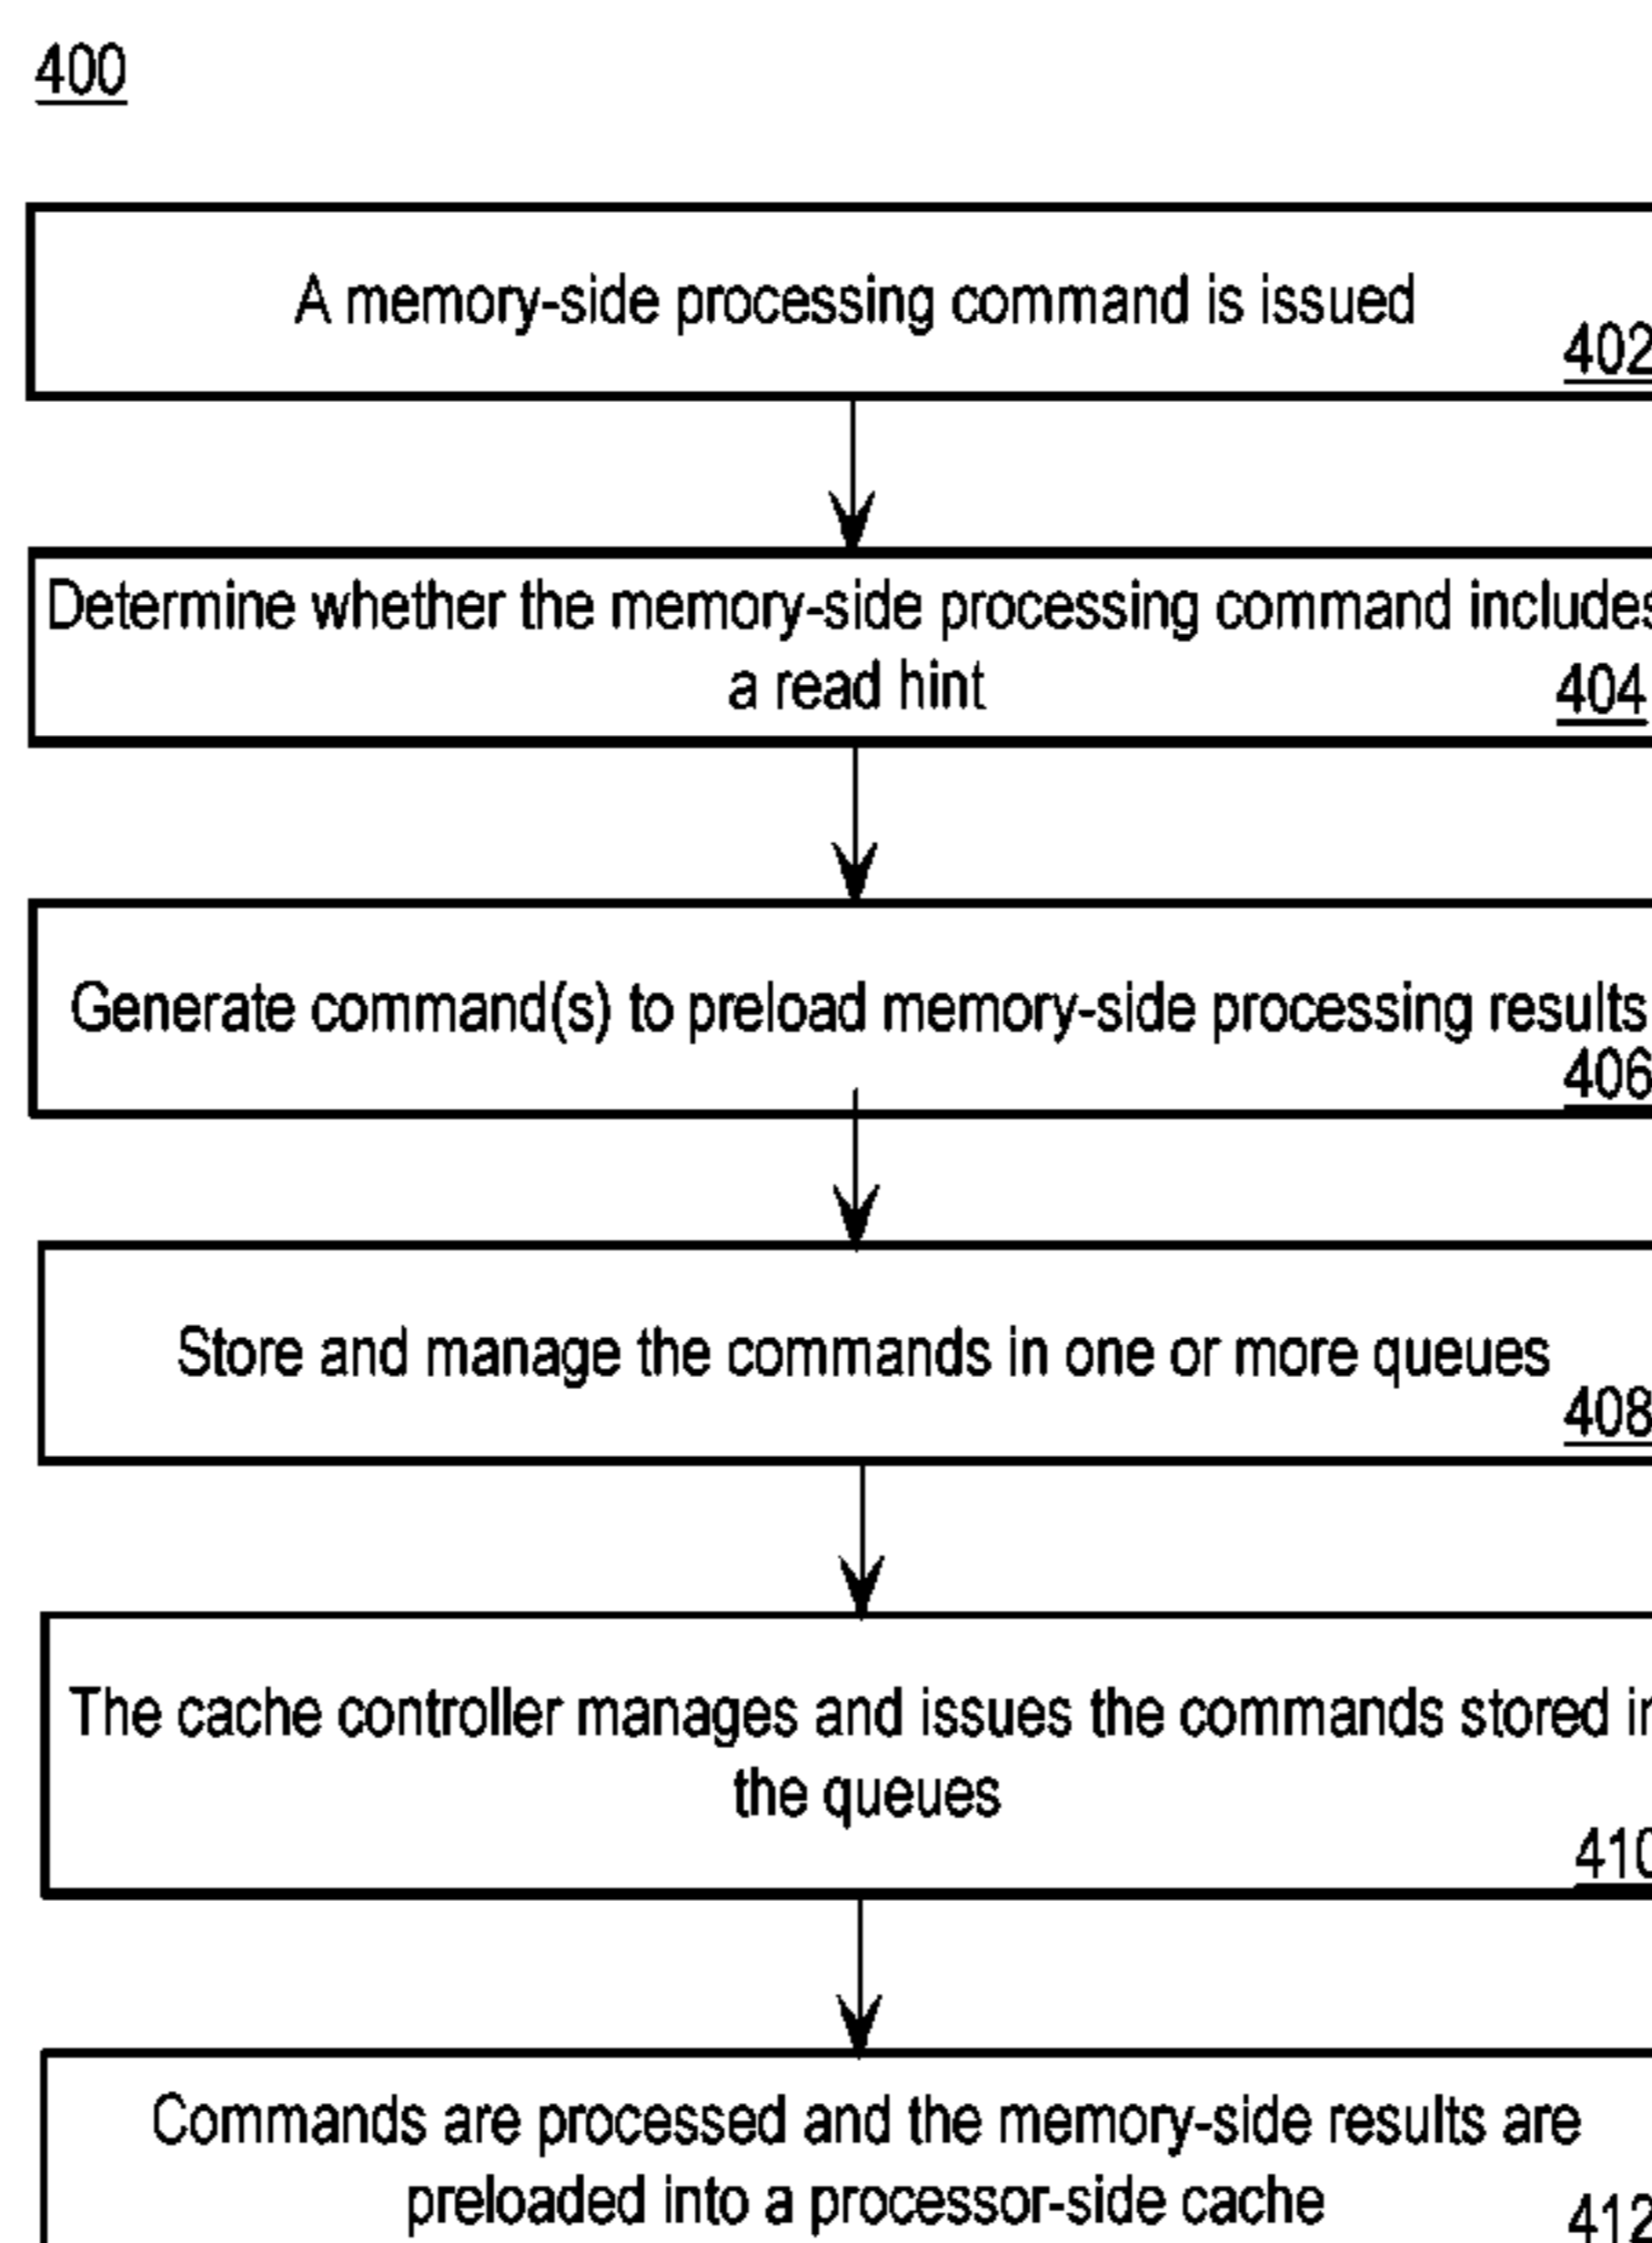 400
A memory-side processing command is issued
402
Determine whether the memory-side processing command includes
a read hint
404
Generate command(s) to preload memory-side processing results
406
Store and manage the commands in one or more queues
408
The cache controller manages and issues the commands stored in
the queues
410
Commands are processed and the memory-side results are
preloaded into a processor-side cache
412